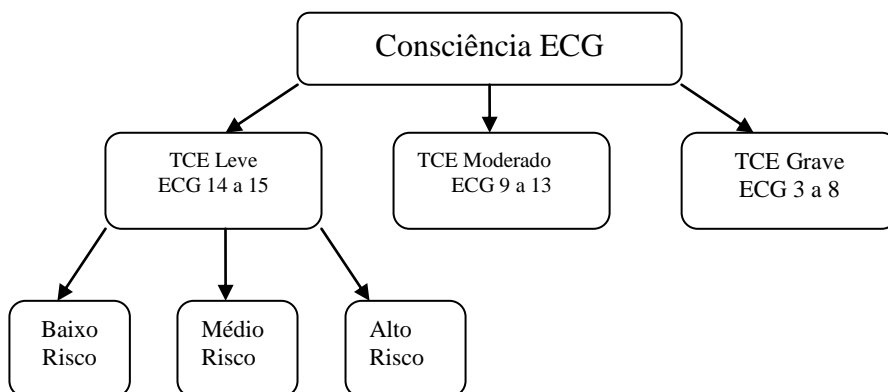 Consciência ECG
TCE Leve
ECG 14 a 15
TCE Moderado
ECG 9 a 13
TCE Grave
ECG 3 a 8
Baixo
Risco
Médio
Risco
Alto
Risco